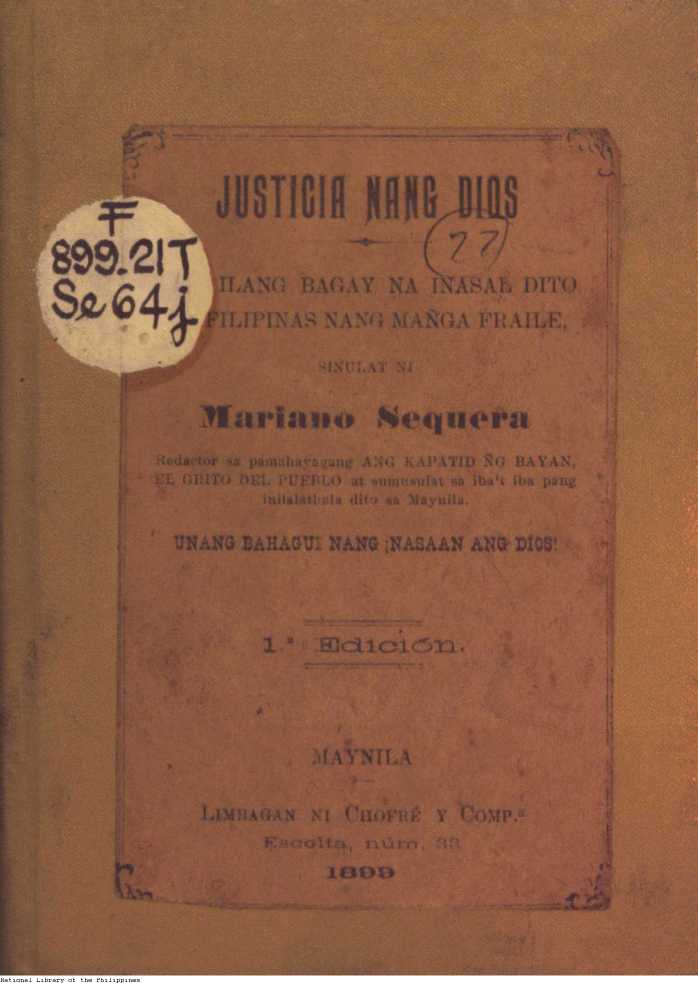 JUSTICIA NANG DIOS
77
F
899.21T
Se64j
ILANG BAGAY NA INASAL DITO
FILIPINAS NANG MAÑGA FRAILE,
SINULAT NI
Mariano Sequera
Redactor sa pamahayagang ANG KAPATID ÑG BAYAN,
EL GRITO DEL PUEBLO at sumusulat sa iba't iba pang
inilalathala dito sa Maynila.
UNANG BAHAGUI NANG ¡NASAAN ANG DIOS!
1.ª Edición.
MAYNILA
LIMBAGAN NI CHOFRÉ Y COMP.ª
Escolta, núm. 33
1899
National Library of the Philippines